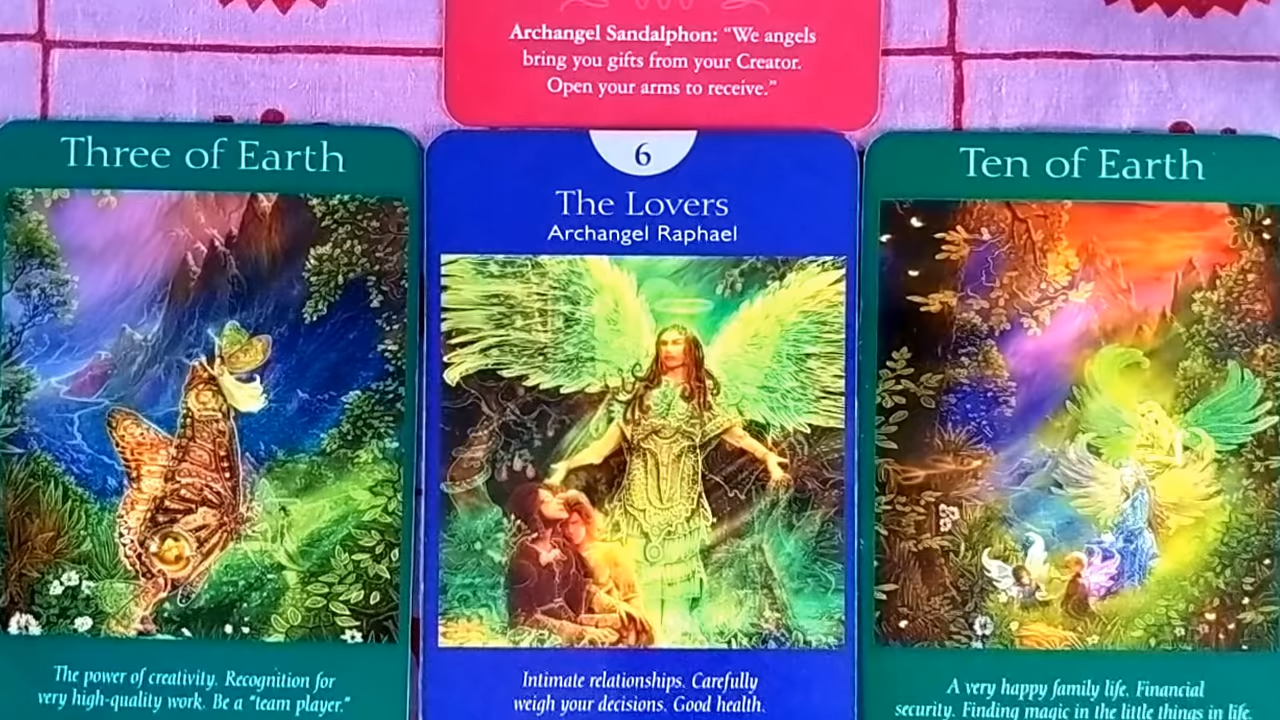 Archangel Sandalphon: “We angels
bring you gifts from your Creator.
Open your arms to receive.”
Three of Earth
The power of creativity. Recognition for
very high-quality work. Be a “team player.”
6
The Lovers
Archangel Raphael
Intimate relationships. Carefully
weigh your decisions. Good health.
Ten of Earth
A very happy family life. Financial
security. Finding magic in the little things in life.